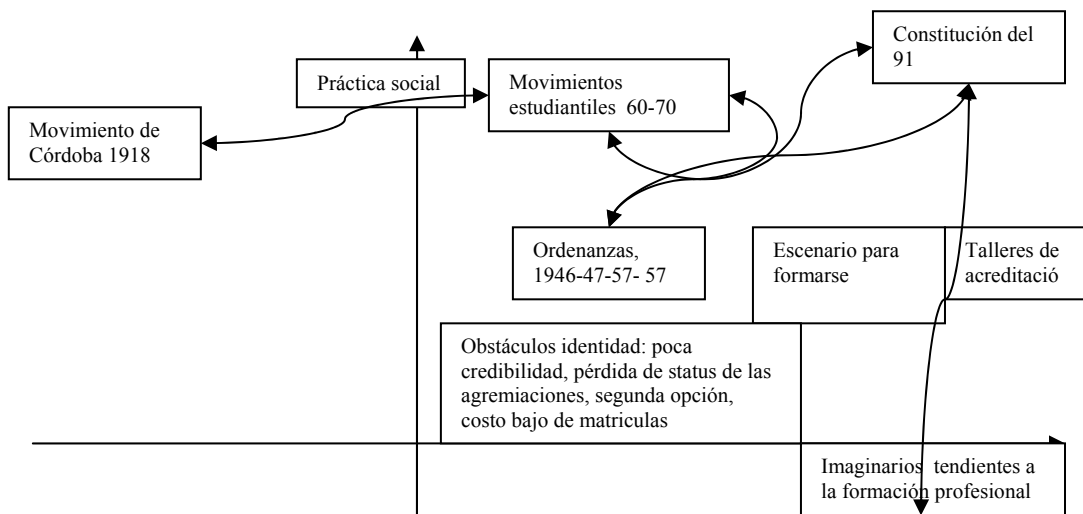 Constitución del
91
Práctica social
Movimientos
estudiantiles 60-70
Movimiento de
Córdoba 1918
Ordenanzas,
1946-47-57- 57
Escenario para
formarse
Talleres de
acreditació
Obstáculos identidad: poca
credibilidad, pérdida de status de las
agremiaciones, segunda opción,
costo bajo de matriculas
Imaginarios tendientes a
la formación profesional